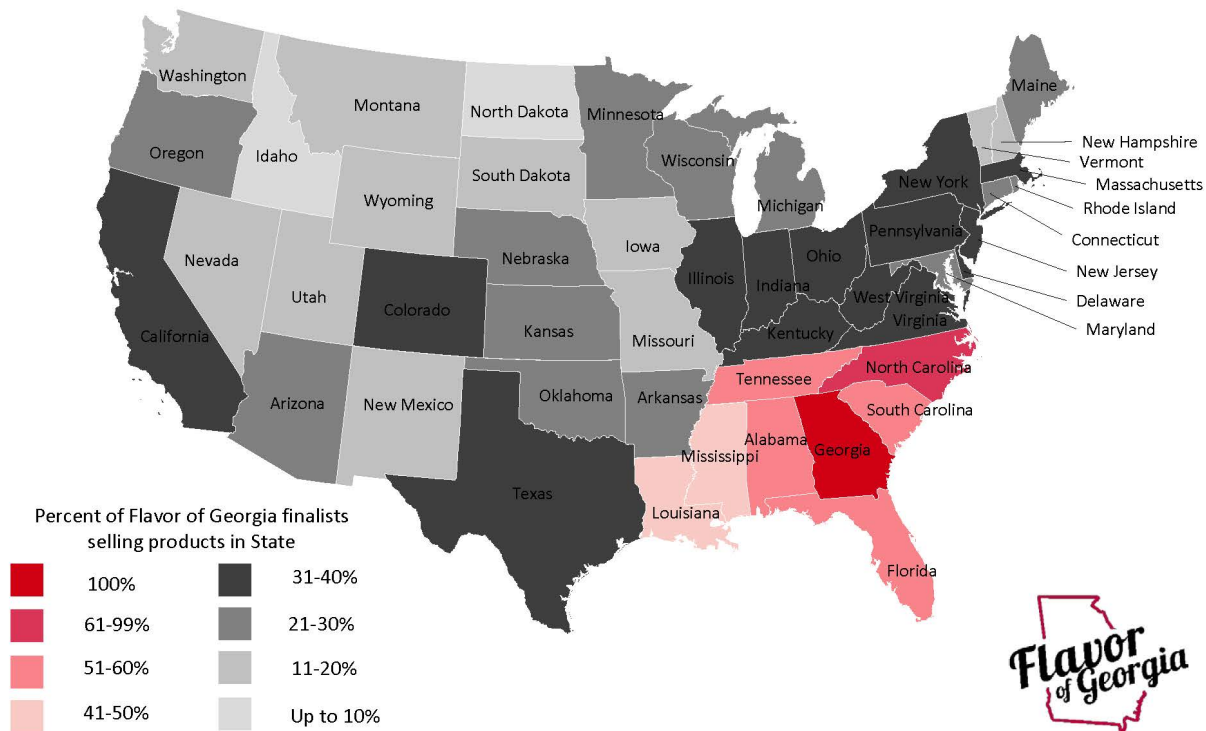 Washington
Montana
North Dakota
Minnesota
Maine
Oregon
Idaho
Wisconsin
New Hampshire
Vermont
South Dakota
Massachusetts
New York
Wyoming
Michigan
Rhode Island
Pennsylvania
Connecticut
Nevada
Nebraska
Iowa
Ohio
Illinois
Indiana
New Jersey
Utah
Colorado
West Virginia
Delaware
Kansas
Virginia
California
Missouri
Kentucky
Maryland
North Carolina
Tennessee
Arizona
New Mexico
Oklahoma
Arkansas
South Carolina
Alabama
Georgia
Mississippi
Texas
Louisiana
Florida
Percent of Flavor of Georgia finalists
selling products in State
100%
31-40%
61-99%
21-30%
51-60%
11-20%
41-50%
Up to 10%
Flavor
of Georgia